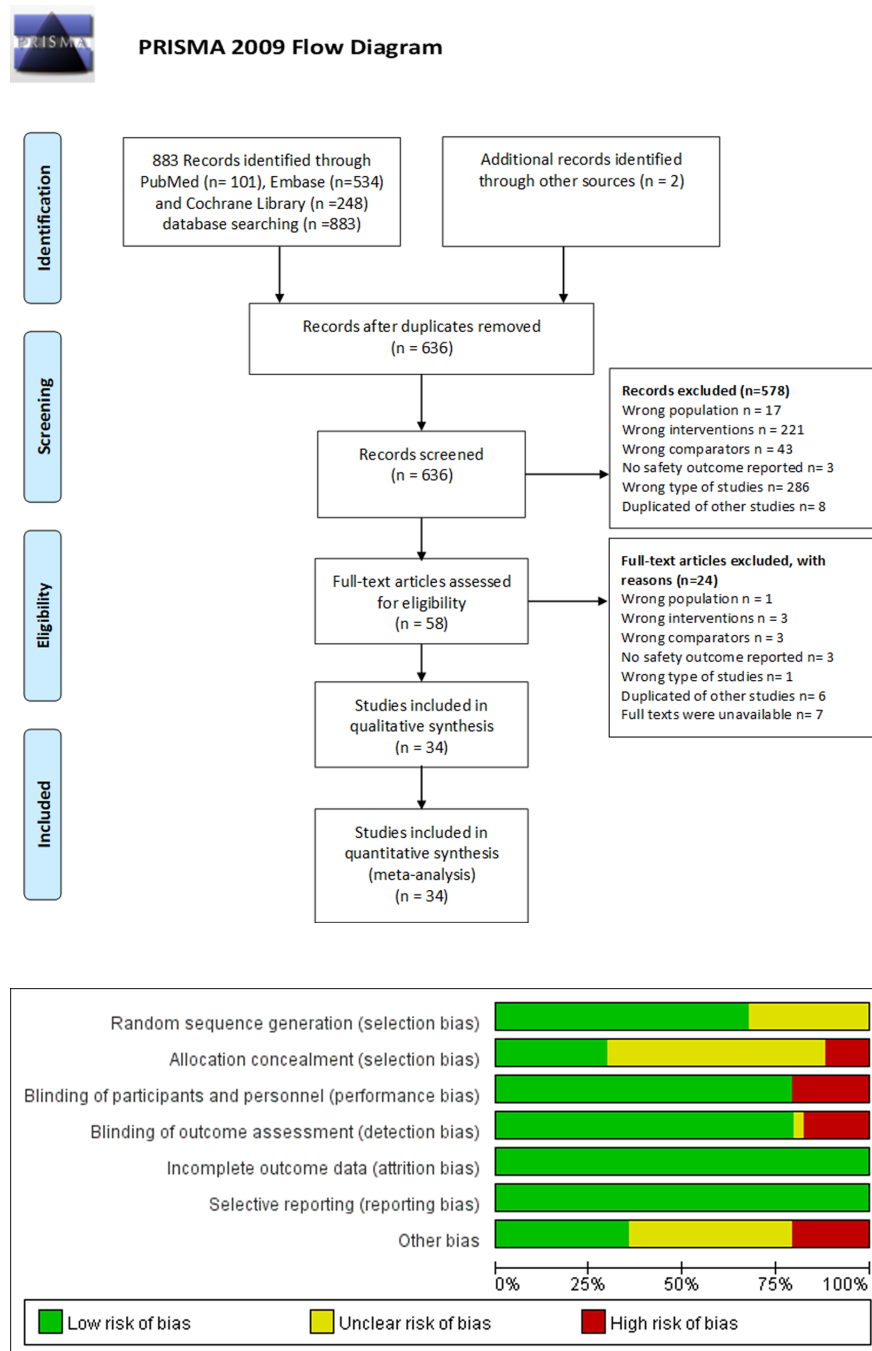 PRISMA
PRISMA 2009 Flow Diagram
Identification
883 Records identified through
PubMed (n= 101), Embase (n=534)
and Cochrane Library (n =248)
database searching (n =883)
Additional records identified
through other sources (n = 2)
Records after duplicates removed
(n = 636)
Screening
Records screened
(n = 636)
Records excluded (n=578)
Wrong population n = 17
Wrong interventions n = 221
Wrong comparators n = 43
No safety outcome reported n= 3
Wrong type of studies n= 286
Duplicated of other studies n= 8
Eligibility
Full-text articles assessed
for eligibility
(n = 58)
Full-text articles excluded, with
reasons (n=24)
Wrong population n = 1
Wrong interventions n = 3
Wrong comparators n = 3
No safety outcome reported n= 3
Wrong type of studies n= 1
Duplicated of other studies n= 6
Full texts were unavailable n= 7
Studies included in
qualitative synthesis
(n = 34)
Included
Studies included in
quantitative synthesis
(meta-analysis)
(n = 34)
Random sequence generation (selection bias)
Allocation concealment (selection bias)
Blinding of participants and personnel (performance bias)
Blinding of outcome assessment (detection bias)
Incomplete outcome data (attrition bias)
Selective reporting (reporting bias)
Other bias
0% 25% 50% 75% 100%
Low risk of bias Unclear risk of bias High risk of bias